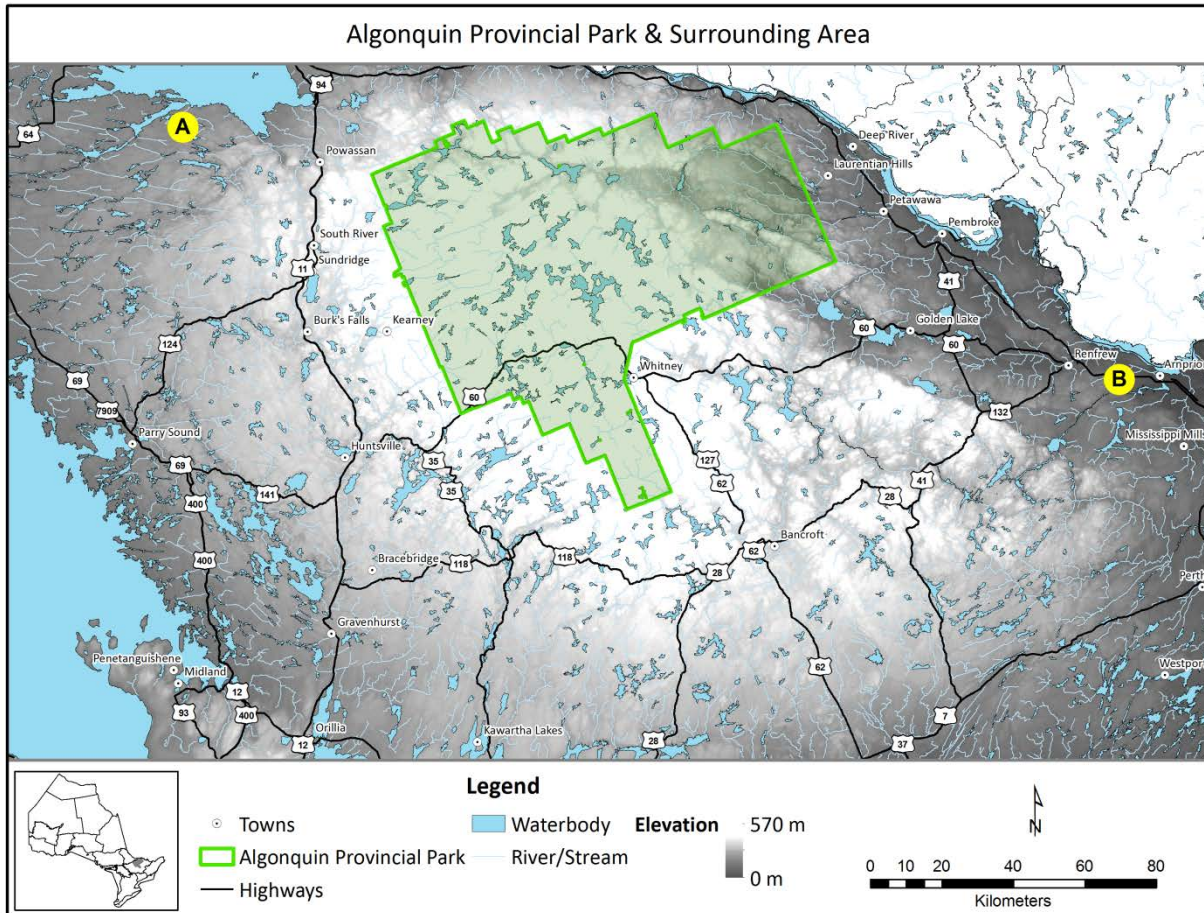 Algonquin Provincial Park & Surrounding Area
94
64
A
Deep River
Powassan
Laurentian Hills
Petawawa
Pembroke
South River
Sundridge
11
41
Burk's Falls
Kearney
60
Golden Lake
124
60
Renfrew
69
Whitney
B
Arnprior
60
7909
132
Parry Sound
Huntsville
35
Mississippi Mills
69
127
141
35
62
41
400
28
Bancroft
400
62
118
118
Bracebridge
28
Perth
Gravenhurst
Penetanguishene
62
Westport
Midland
12
93
400
7
Orillia
12
Kawartha Lakes
28
37
Legend
Towns
Waterbody
Elevation
570 m
Algonquin Provincial Park
River/Stream
0 m
Highways
N
0 10 20 40 60 80
Kilometers